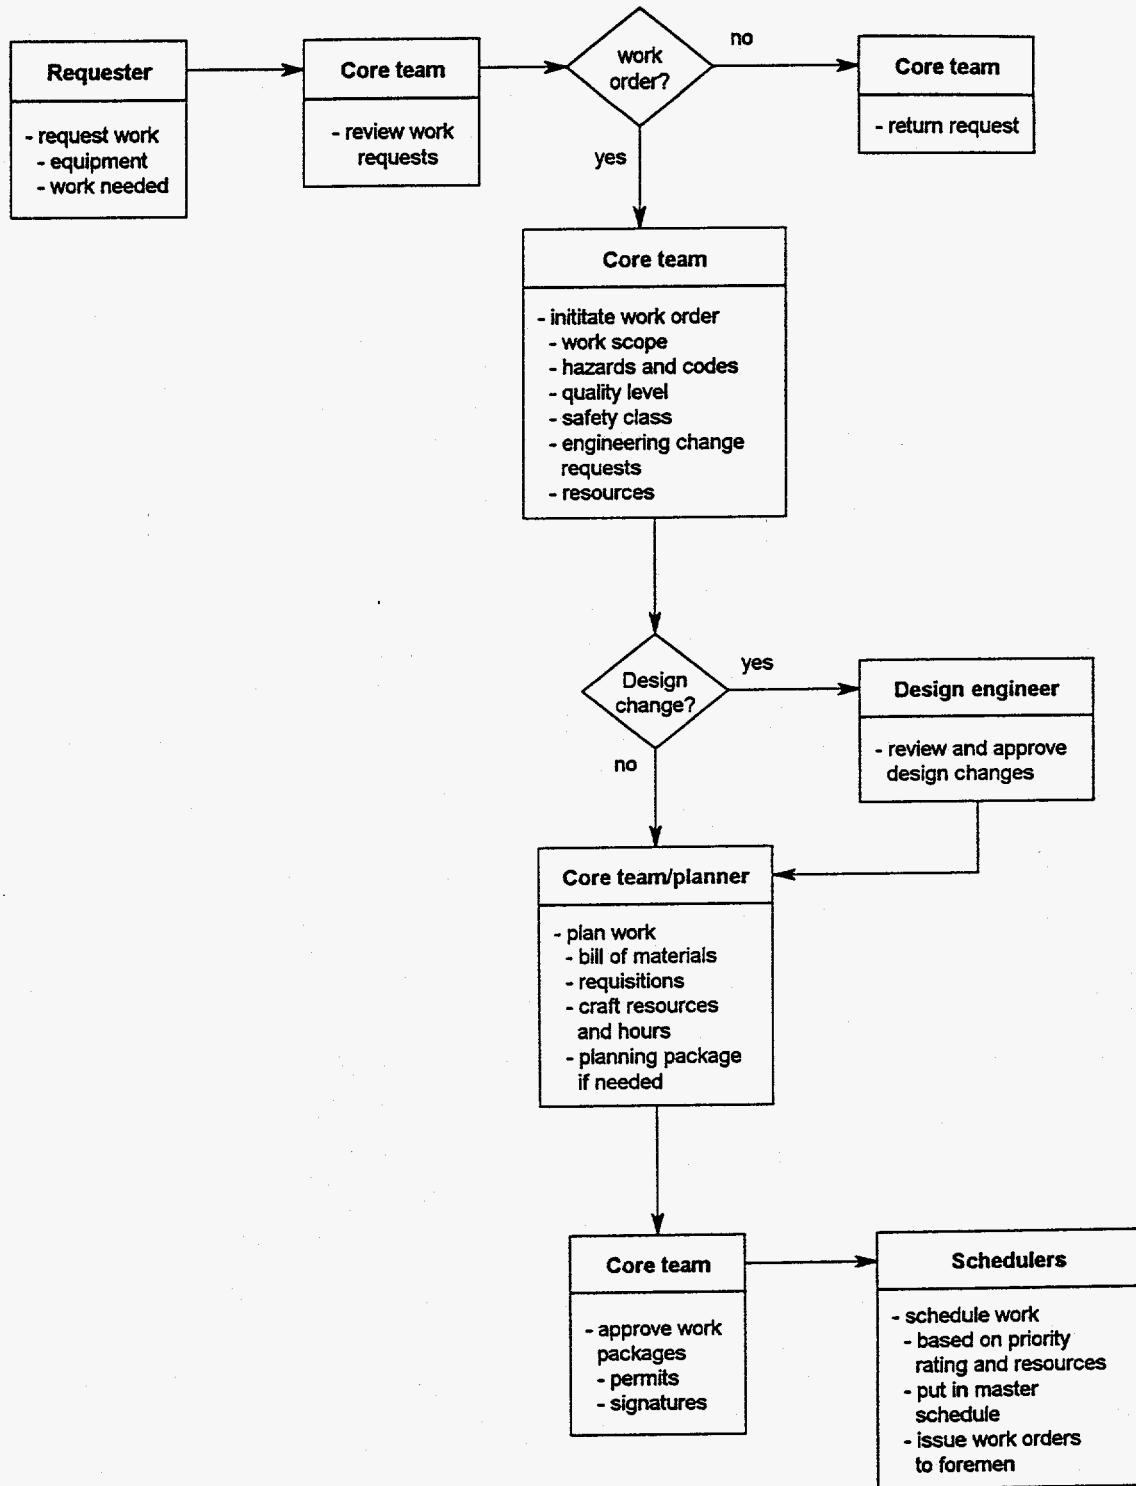 Requester
- request work
- equipment
- work needed
Core team
- review work
requests
work
order?
no
Core team
- return request
yes
Core team
- inititate work order
- work scope
- hazards and codes
- quality level
- safety class
- engineering change
requests
- resources
Design
change?
yes
Design engineer
- review and approve
design changes
no
Core team/planner
- plan work
- bill of materials
- requisitions
- craft resources
and hours
- planning package
if needed
Core team
- approve work
packages
- permits
- signatures
Schedulers
- schedule work
- based on priority
rating and resources
- put in master
schedule
- issue work orders
to foremen